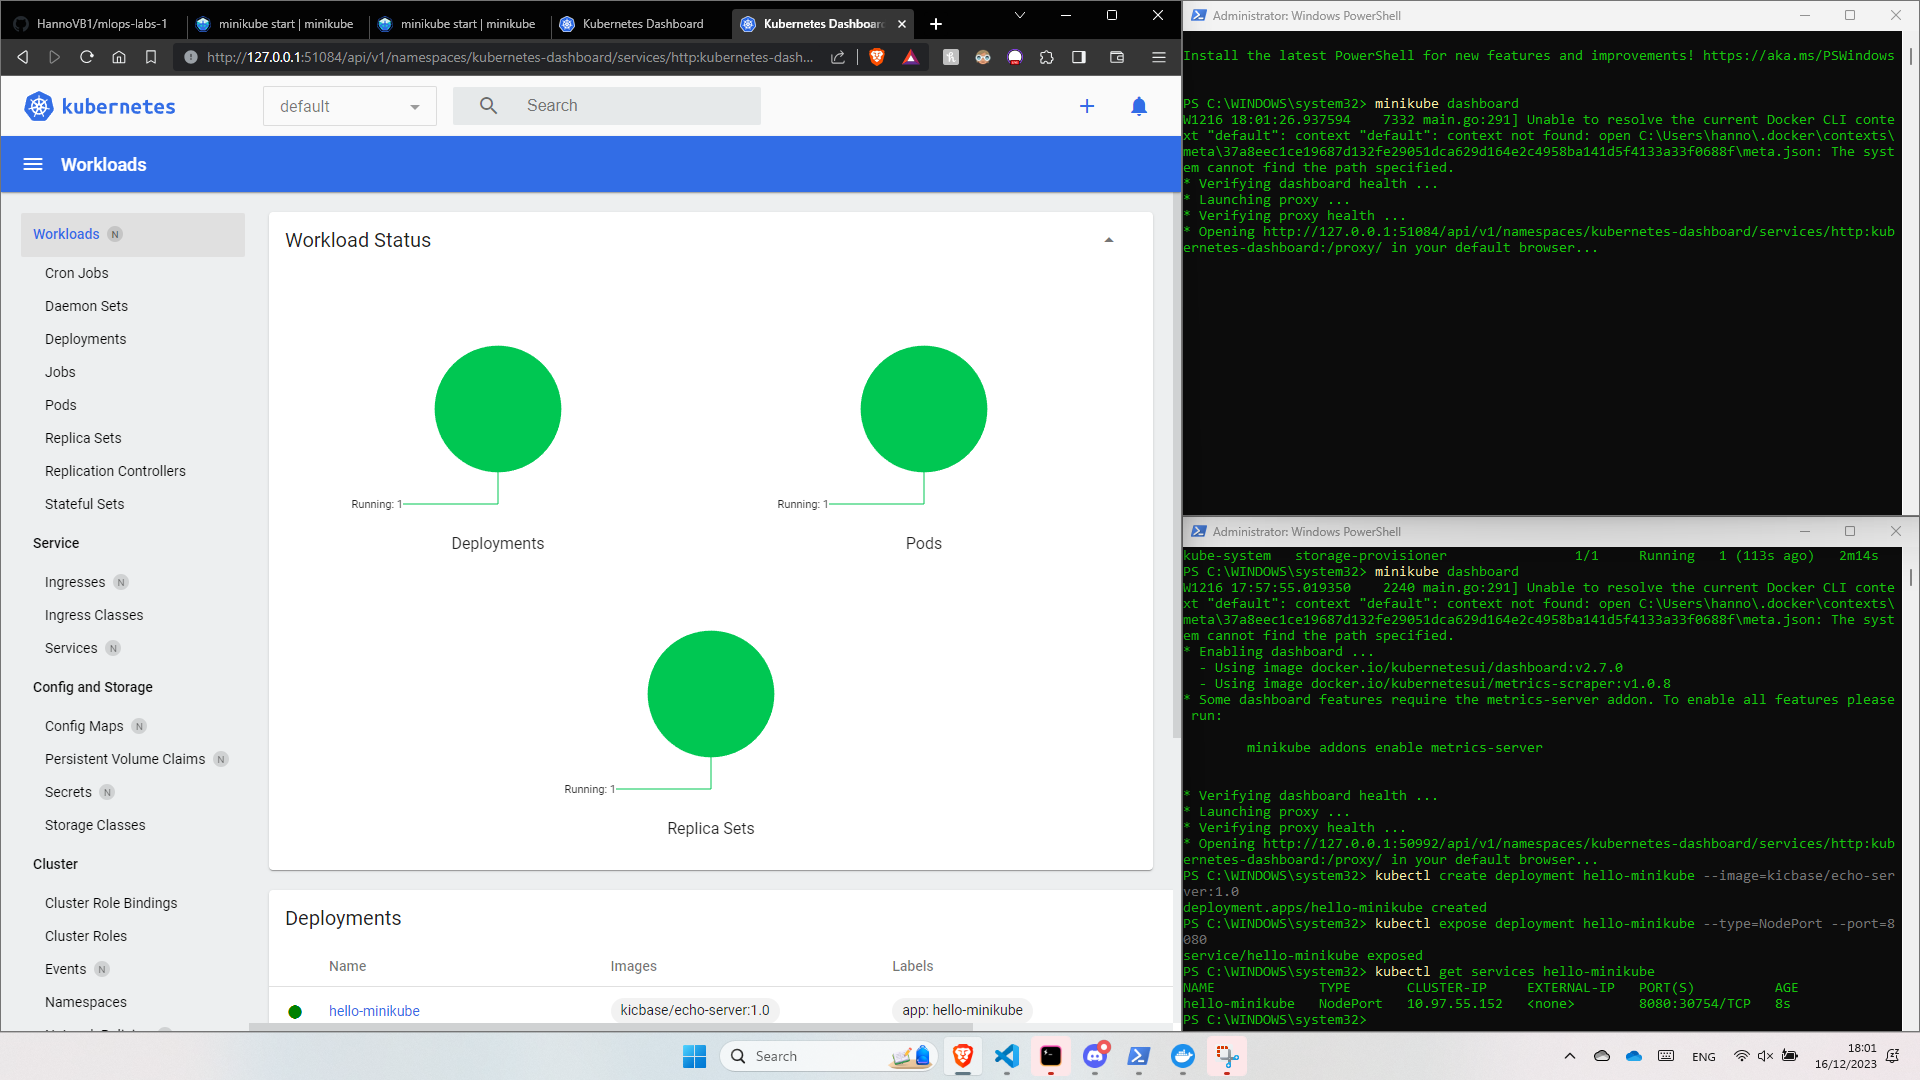 HannoVB1/mlops-labs-1
minikube start | minikube
minikube start | minikube
Kubernetes Dashboard
Kubernetes Dashboard
http://127.0.0.1:51084/api/v1/namespaces/kubernetes-dashboard/services/http:kubernetes-dash...
kubernetes
default
Search
Workloads
Workloads N
Cron Jobs
Daemon Sets
Deployments
Jobs
Pods
Replica Sets
Replication Controllers
Stateful Sets
Service
Ingresses N
Ingress Classes
Services N
Config and Storage
Config Maps N
Persistent Volume Claims N
Secrets N
Storage Classes
Cluster
Cluster Role Bindings
Cluster Roles
Events N
Namespaces
Workload Status
Running: 1
Deployments
Running: 1
Pods
Running: 1
Replica Sets
Deployments
Name Images Labels
hello-minikube kicbase/echo-server:1.0 app: hello-minikube
Administrator: Windows PowerShell
Install the latest PowerShell for new features and improvements! https://aka.ms/PSWindows
PS C:\WINDOWS\system32> minikube dashboard
W1216 18:01:26.937594    7332 main.go:291] Unable to resolve the current Docker CLI conte
xt "default": context "default": context not found: open C:\Users\hanno\.docker\contexts\
meta\37a8eec1ce19687d132fe29051dca629d164e2c4958ba141d5f4133a33f0688f\meta.json: The syst
em cannot find the path specified.
* Verifying dashboard health ...
* Launching proxy ...
* Verifying proxy health ...
* Opening http://127.0.0.1:51084/api/v1/namespaces/kubernetes-dashboard/services/http:kub
ernetes-dashboard:/proxy/ in your default browser...
Administrator: Windows PowerShell
kube-system   storage-provisioner                1/1     Running   1 (113s ago)   2m14s
PS C:\WINDOWS\system32> minikube dashboard
W1216 17:57:55.019350    2240 main.go:291] Unable to resolve the current Docker CLI conte
xt "default": context "default": context not found: open C:\Users\hanno\.docker\contexts\
meta\37a8eec1ce19687d132fe29051dca629d164e2c4958ba141d5f4133a33f0688f\meta.json: The syst
em cannot find the path specified.
* Enabling dashboard ...
  - Using image docker.io/kubernetesui/dashboard:v2.7.0
  - Using image docker.io/kubernetesui/metrics-scraper:v1.0.8
* Some dashboard features require the metrics-server addon. To enable all features please
 run:
        minikube addons enable metrics-server
* Verifying dashboard health ...
* Launching proxy ...
* Verifying proxy health ...
* Opening http://127.0.0.1:50992/api/v1/namespaces/kubernetes-dashboard/services/http:kub
ernetes-dashboard:/proxy/ in your default browser...
PS C:\WINDOWS\system32> kubectl create deployment hello-minikube --image=kicbase/echo-ser
ver:1.0
deployment.apps/hello-minikube created
PS C:\WINDOWS\system32> kubectl expose deployment hello-minikube --type=NodePort --port=8
080
service/hello-minikube exposed
PS C:\WINDOWS\system32> kubectl get services hello-minikube
NAME             TYPE       CLUSTER-IP     EXTERNAL-IP   PORT(S)          AGE
hello-minikube   NodePort   10.97.55.152   <none>        8080:30754/TCP   8s
PS C:\WINDOWS\system32>
Search
ENG
18:01
16/12/2023